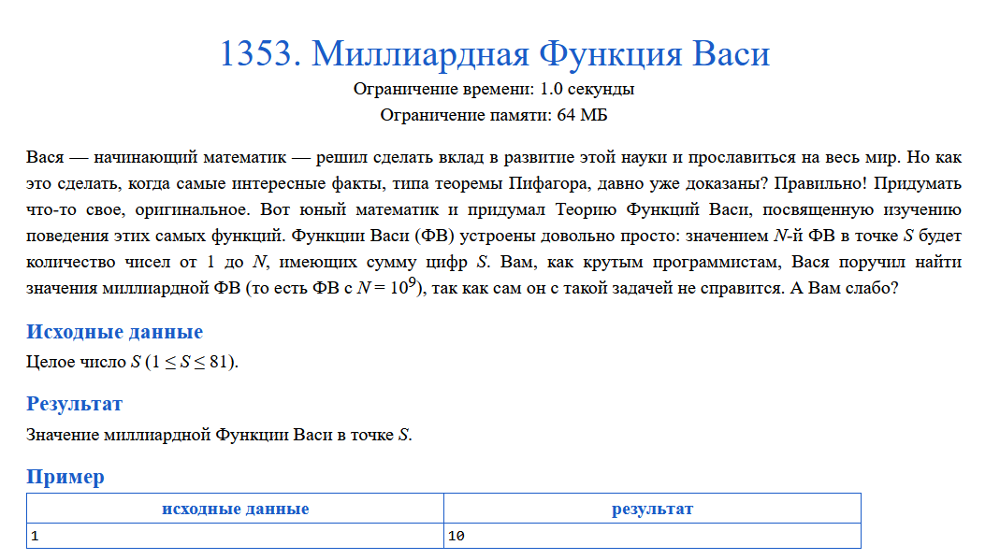 1353. Миллиардная Функция Васи
Ограничение времени: 1.0 секунды
Ограничение памяти: 64 МБ
Вася — начинающий математик — решил сделать вклад в развитие этой науки и прославиться на весь мир. Но как
это сделать, когда самые интересные факты, типа теоремы Пифагора, давно уже доказаны? Правильно! Придумать
что-то свое, оригинальное. Вот юный математик и придумал Теорию Функций Васи, посвященную изучению
поведения этих самых функций. Функции Васи (ФВ) устроены довольно просто: значением N-й ФВ в точке S будет
количество чисел от 1 до N, имеющих сумму цифр S. Вам, как крутым программистам, Вася поручил найти
значения миллиардной ФВ (то есть ФВ с N = 10⁹), так как сам он с такой задачей не справится. А Вам слабо?
Исходные данные
Целое число S (1 ≤ S ≤ 81).
Результат
Значение миллиардной Функции Васи в точке S.
Пример
исходные данные результат
1 10